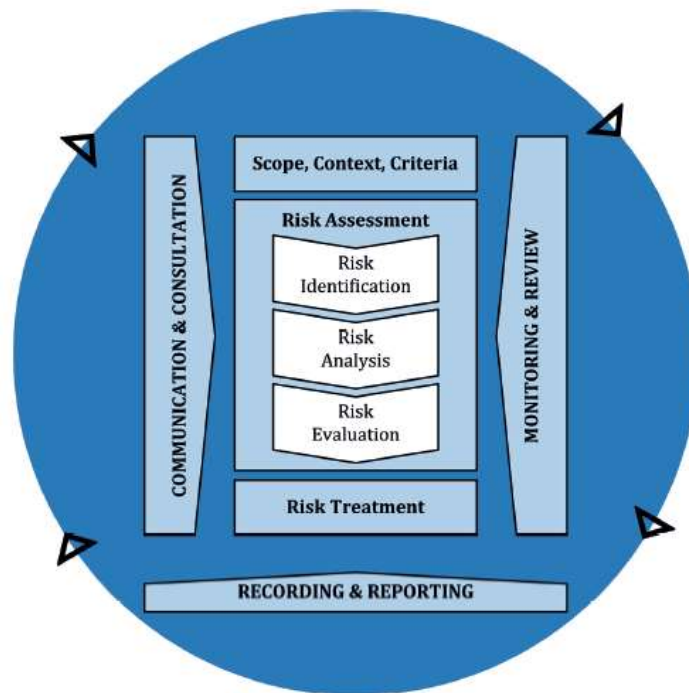 Scope, Context, Criteria
COMMUNICATION & CONSULTATION
Risk Assessment
Risk
Identification
Risk
Analysis
Risk
Evaluation
MONITORING & REVIEW
Risk Treatment
RECORDING & REPORTING